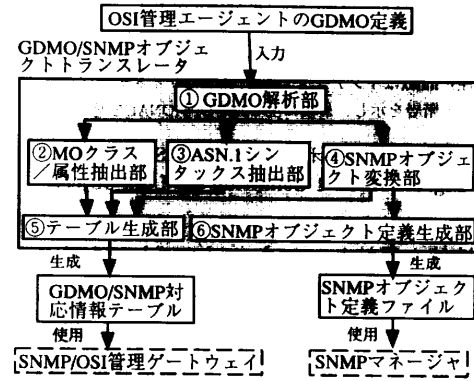 OSI管理エージェントのGDMO定義
GDMO/SNMPオブジェ
クトトランスレータ
入力
①GDMO解析部
②MOクラス
／属性抽出部
③ASN.1シン
タックス抽出部
④SNMPオブジェ
クト変換部
⑤テーブル生成部
⑥SNMPオブジェクト定義生成部
生成
生成
GDMO/SNMP対
応情報テーブル
SNMPオブジェク
ト定義ファイル
使用
使用
SNMP/OSI管理ゲートウェイ
SNMPマネージャ